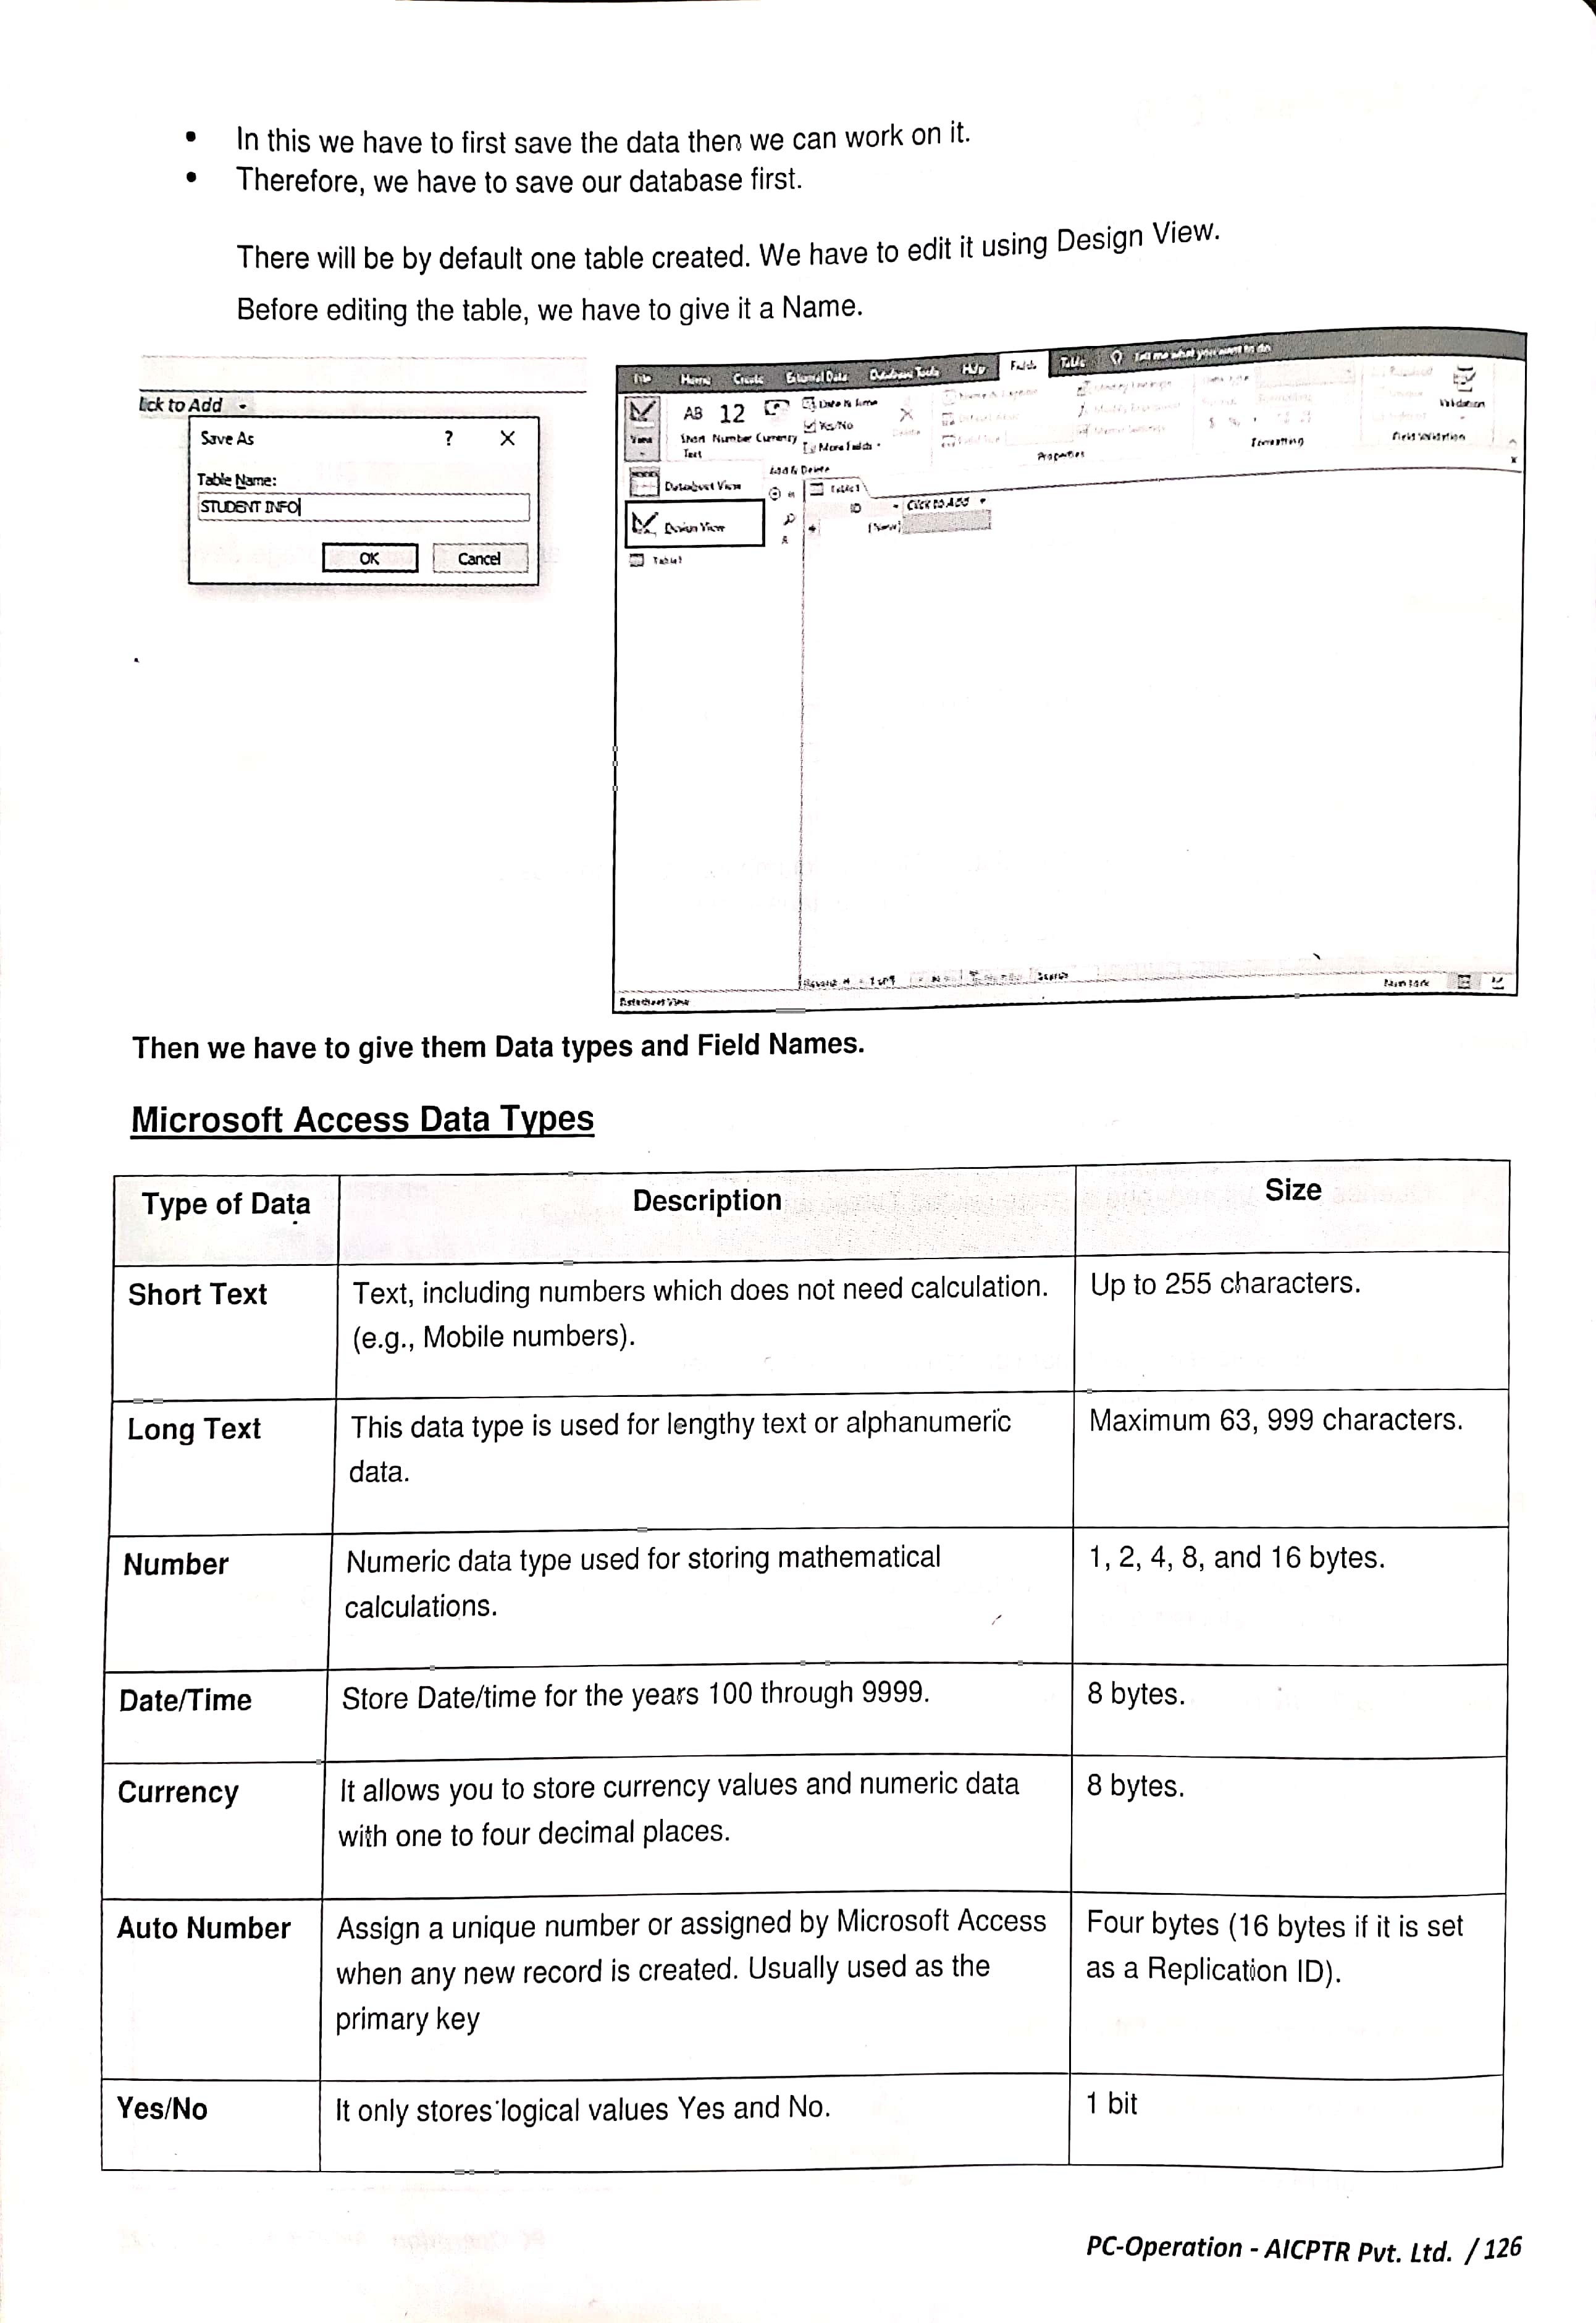 • In this we have to first save the data then we can work on it.
• Therefore, we have to save our database first.
There will be by default one table created. We have to edit it using Design View.
Before editing the table, we have to give it a Name.
lick to Add
Save As ? X
Table Name:
STUDENT INFO
OK Cancel
File Home Create External Data Database Tools Help Fields Table Tell me what you want to do
View
AB 12
Short Text Number Currency
Date & Time
Yes/No
More Fields
Delete
Add & Delete
Properties
Formatting
Validation
Field Validation
Datasheet View
Design View
Table1
Table1
ID Click to Add
(New)
Search
Datasheet View
Num Lock
Then we have to give them Data types and Field Names.
Microsoft Access Data Types
Type of Data Description Size
Short Text Text, including numbers which does not need calculation. Up to 255 characters.
(e.g., Mobile numbers).
Long Text This data type is used for lengthy text or alphanumeric Maximum 63, 999 characters.
data.
Number Numeric data type used for storing mathematical 1, 2, 4, 8, and 16 bytes.
calculations.
Date/Time Store Date/time for the years 100 through 9999. 8 bytes.
Currency It allows you to store currency values and numeric data 8 bytes.
with one to four decimal places.
Auto Number Assign a unique number or assigned by Microsoft Access Four bytes (16 bytes if it is set
when any new record is created. Usually used as the as a Replication ID).
primary key
Yes/No It only stores logical values Yes and No. 1 bit
PC-Operation - AICPTR Pvt. Ltd. / 126